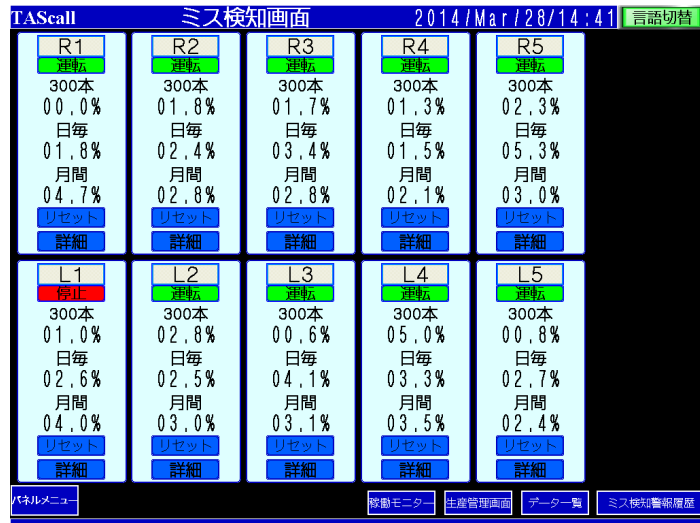 TAScall ミス検知画面 2014/Mar/28/14:41 言語切替
R1 R2 R3 R4 R5
運転 運転 運転 運転 運転
300本 300本 300本 300本 300本
00,0% 01,8% 01,7% 01,3% 02,3%
日毎 日毎 日毎 日毎 日毎
01,8% 02,4% 03,4% 01,5% 05,3%
月間 月間 月間 月間 月間
04,7% 02,8% 02,8% 02,1% 03,0%
リセット リセット リセット リセット リセット
詳細 詳細 詳細 詳細 詳細
L1 L2 L3 L4 L5
停止 運転 運転 運転 運転
300本 300本 300本 300本 300本
01,0% 02,8% 00,6% 05,0% 00,8%
日毎 日毎 日毎 日毎 日毎
02,6% 02,5% 04,1% 03,3% 02,7%
月間 月間 月間 月間 月間
04,0% 03,0% 03,1% 03,5% 02,4%
リセット リセット リセット リセット リセット
詳細 詳細 詳細 詳細 詳細
パネルメニュー 稼動モニター 生産管理画面 データ一覧 ミス検知警報履歴